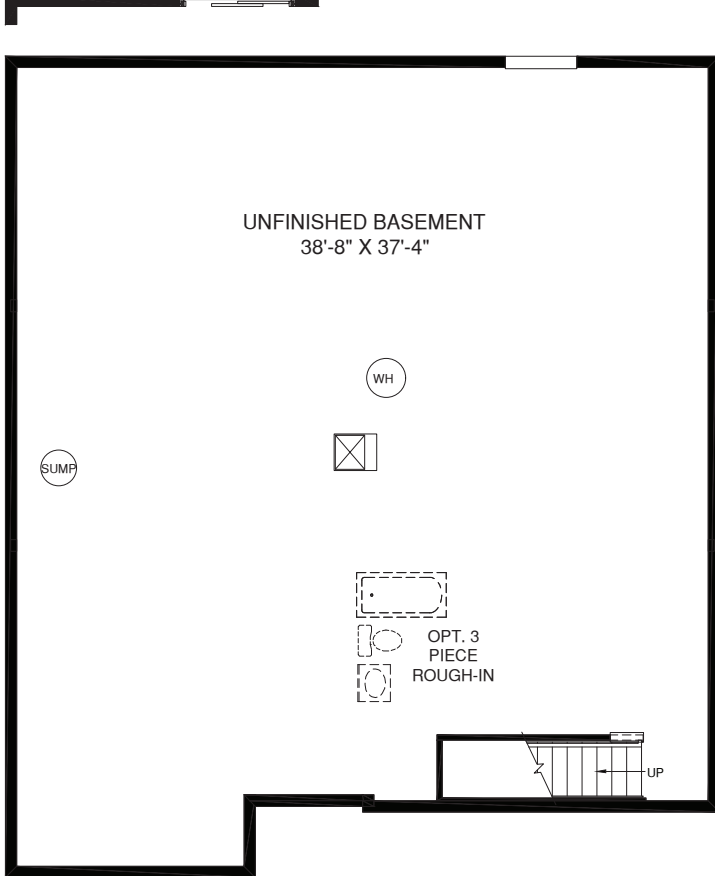 UNFINISHED BASEMENT
38'-8" X 37'-4"
WH
SUMP
OPT. 3
PIECE
ROUGH-IN
UP